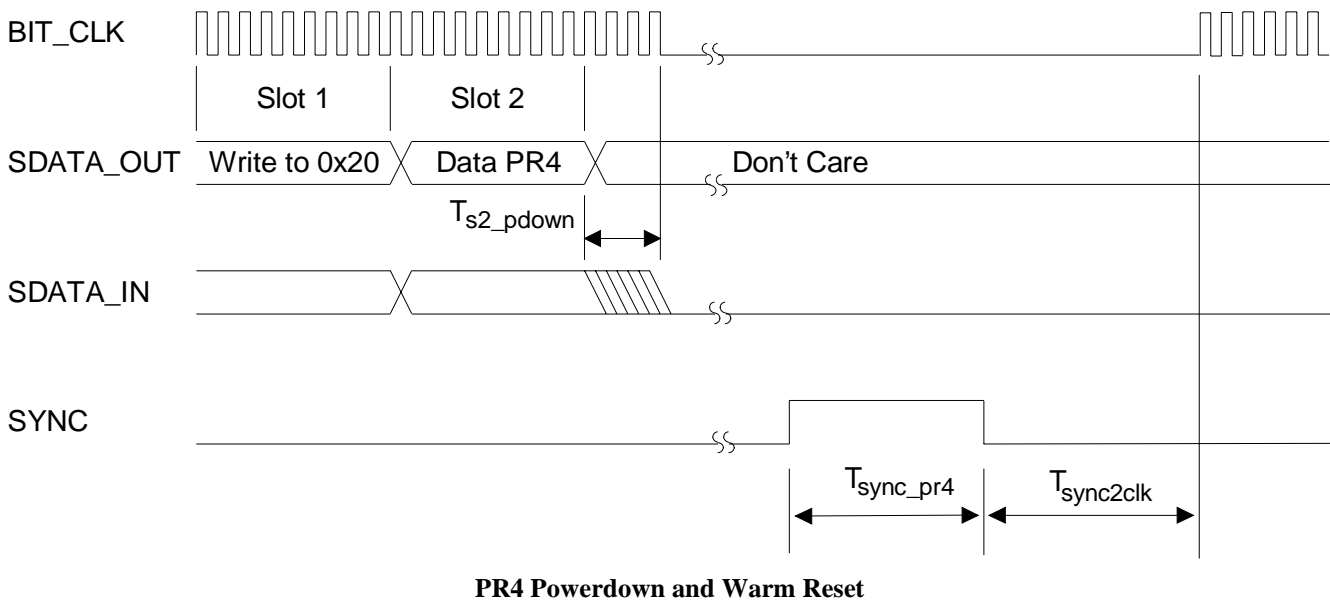 BIT_CLK
Slot 1 Slot 2
SDATA_OUT Write to 0x20 Data PR4 Don't Care
Ts2_pdown
SDATA_IN
SYNC
Tsync_pr4 Tsync2clk
PR4 Powerdown and Warm Reset